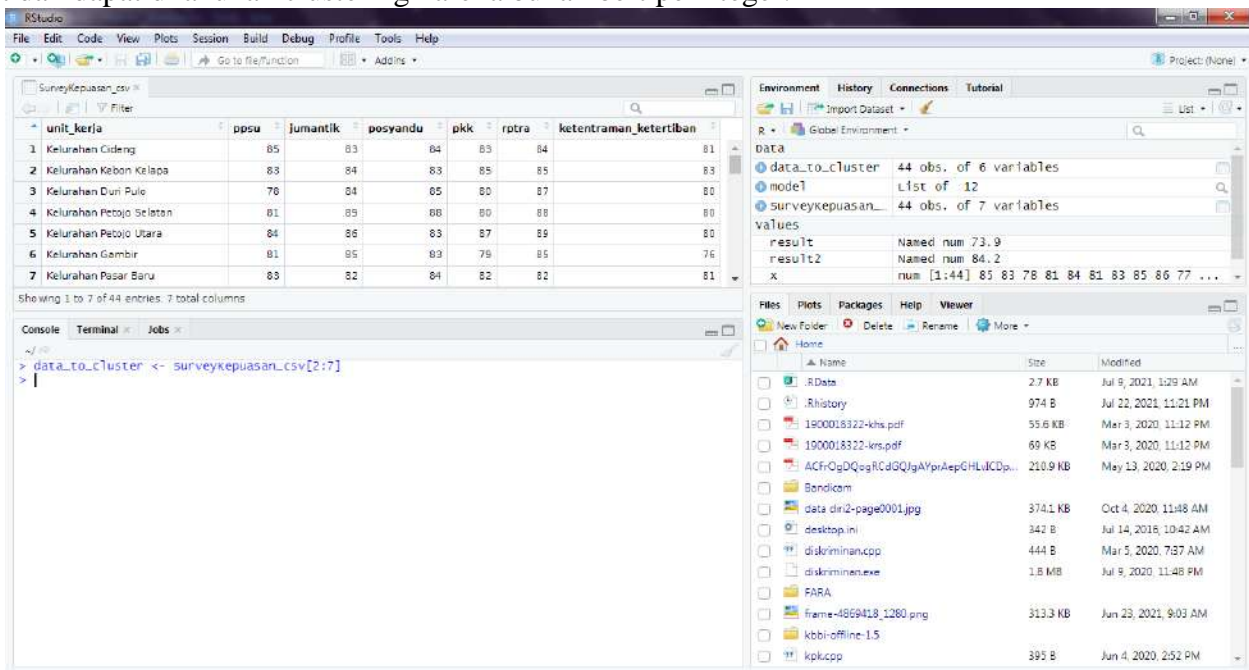 RStudio
File Edit Code View Plots Session Build Debug Profile Tools Help
Go to file/function Addins Project: (None)
SurveyKepuasan_csv
Filter
unit_kerja ppsu jumantik posyandu pkk rptra ketentraman_ketertiban
1 Kelurahan Cideng 85 83 84 83 84 81
2 Kelurahan Kebon Kelapa 83 84 83 85 85 83
3 Kelurahan Duri Pulo 78 84 85 80 87 80
4 Kelurahan Petojo Selatan 81 89 88 80 88 80
5 Kelurahan Petojo Utara 84 86 83 87 89 80
6 Kelurahan Gambir 81 85 83 79 85 76
7 Kelurahan Pasar Baru 83 82 84 82 82 81
Showing 1 to 7 of 44 entries, 7 total columns
Console Terminal Jobs
~/
> data_to_cluster <- SurveyKepuasan_csv[2:7]
>
Environment History Connections Tutorial
Import Dataset List
R Global Environment
Data
data_to_cluster 44 obs. of 6 variables
model List of 12
SurveyKepuasan_… 44 obs. of 7 variables
values
result Named num 73.9
result2 Named num 84.2
x num [1:44] 85 83 78 81 84 81 83 85 86 77 ...
Files Plots Packages Help Viewer
New Folder Delete Rename More
Home
Name Size Modified
.RData 2.7 KB Jul 9, 2021, 1:29 AM
.Rhistory 974 B Jul 22, 2021, 11:21 PM
1900018322-khs.pdf 55.6 KB Mar 3, 2020, 11:12 PM
1900018322-krs.pdf 69 KB Mar 3, 2020, 11:12 PM
210.9 KB May 13, 2020, 2:19 PM
Bandicam
data diri2-page0001.jpg 374.1 KB Oct 4, 2020, 11:48 AM
desktop.ini 342 B Jul 14, 2016, 10:42 AM
diskriminan.cpp 444 B Mar 5, 2020, 7:37 AM
diskriminan.exe 1.8 MB Jul 9, 2020, 11:48 PM
FARA
frame-4869418_1280.png 313.3 KB Jun 23, 2021, 9:03 AM
kbbi-offline-1.5
kpk.cpp 395 B Jun 4, 2020, 2:52 PM